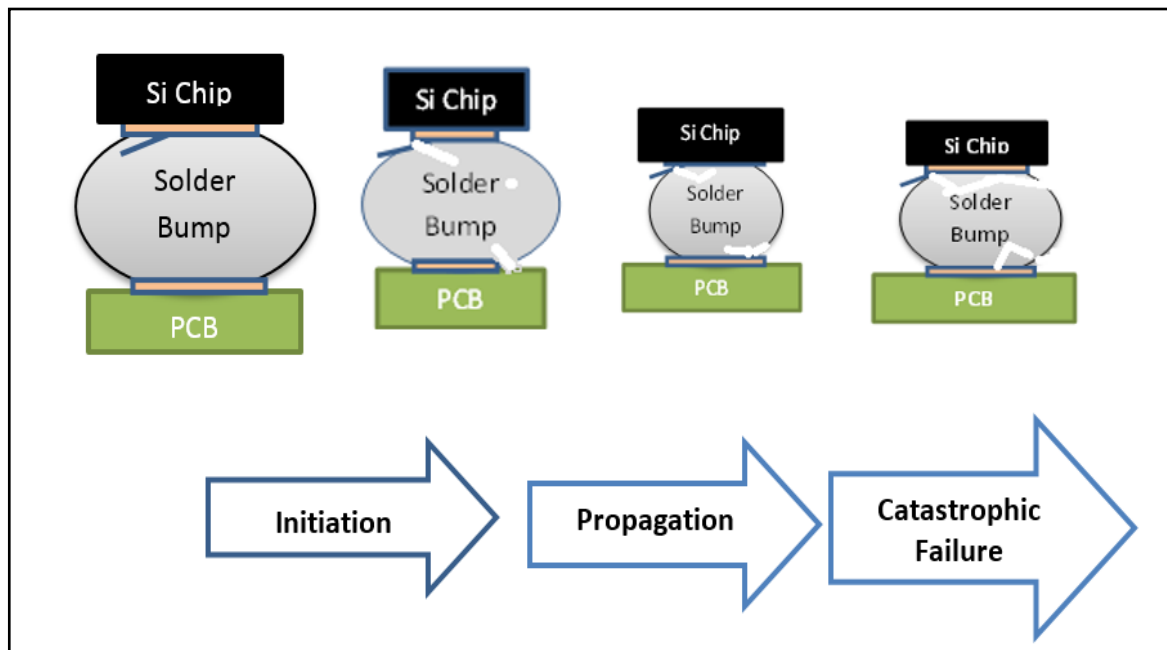 Si Chip
Solder
Bump
PCB
Si Chip
Solder
Bump
PCB
Si Chip
Solder
Bump
PCB
Si Chip
Solder
Bump
PCB
Initiation
Propagation
Catastrophic
Failure